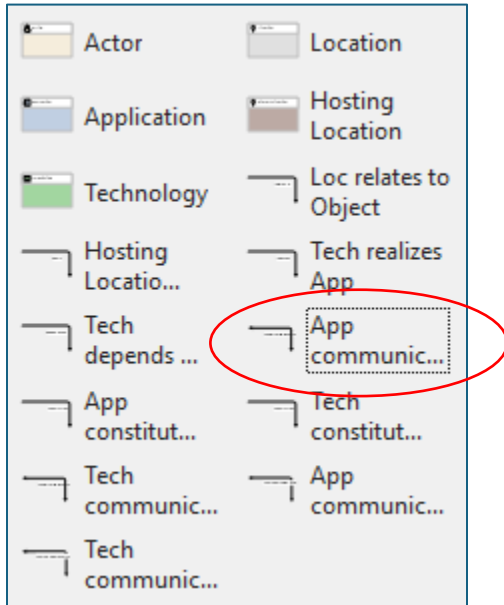 Actor
Location
Application
Hosting
Location
Technology
Loc relates to
Object
Hosting
Locatio...
Tech realizes
App
Tech
depends ...
App
communic...
App
constitut...
Tech
constitut...
Tech
communic...
App
communic...
Tech
communic...